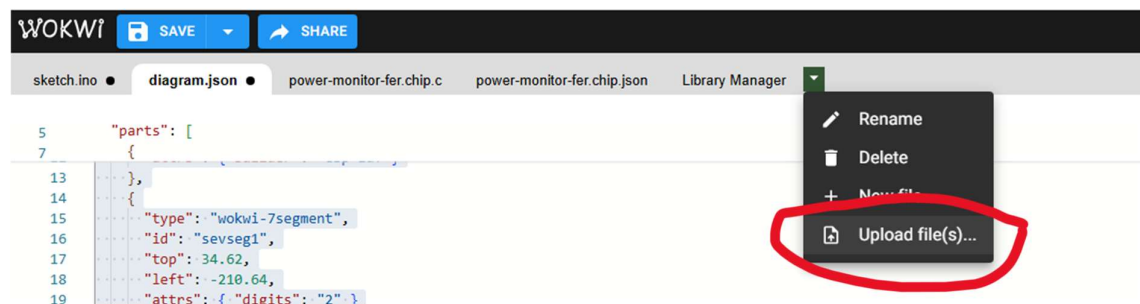 WOKWI SAVE SHARE
sketch.ino ● diagram.json ● power-monitor-fer.chip.c power-monitor-fer.chip.json Library Manager
Rename
Delete
New file
Upload file(s)...
5 "parts": [
7 {
13 },
14 {
15 "type": "wokwi-7segment",
16 "id": "sevseg1",
17 "top": 34.62,
18 "left": -210.64,
19 "attrs": { "digits": "2" }